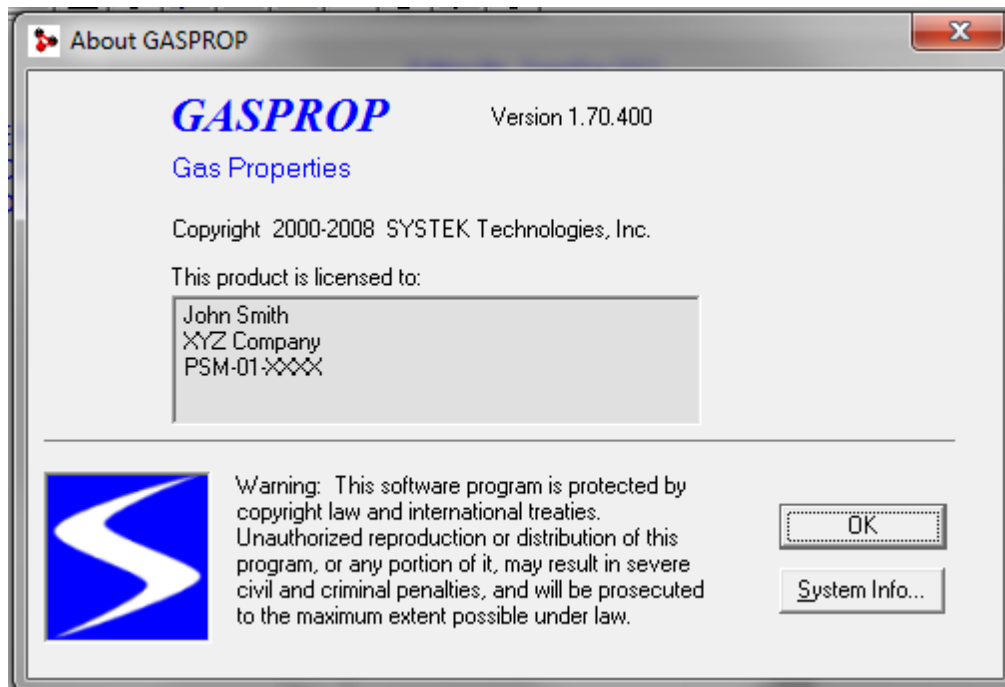 About GASPROP
GASPROP Version 1.70.400
Gas Properties
Copyright 2000-2008 SYSTEK Technologies, Inc.
This product is licensed to:
John Smith
XYZ Company
PSM-01-XXXX
Warning: This software program is protected by
copyright law and international treaties.
Unauthorized reproduction or distribution of this
program, or any portion of it, may result in severe
civil and criminal penalties, and will be prosecuted
to the maximum extent possible under law.
OK
System Info...